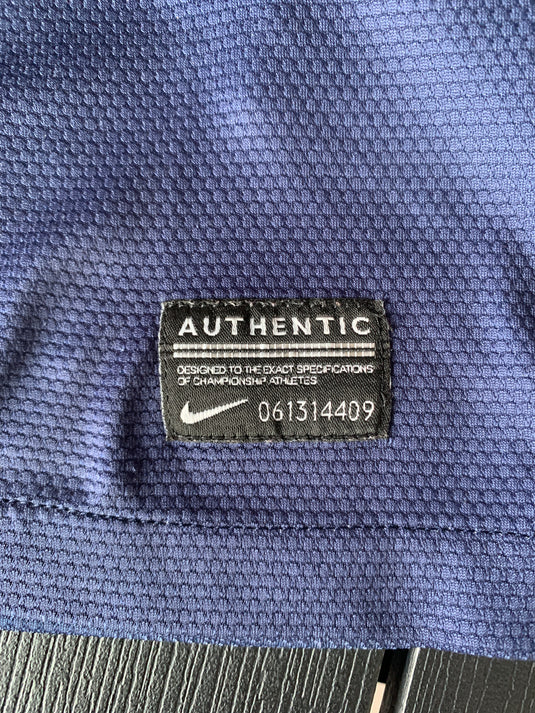 AUTHENTIC
DESIGNED TO THE EXACT SPECIFICATIONS
OF CHAMPIONSHIP ATHLETES
061314409